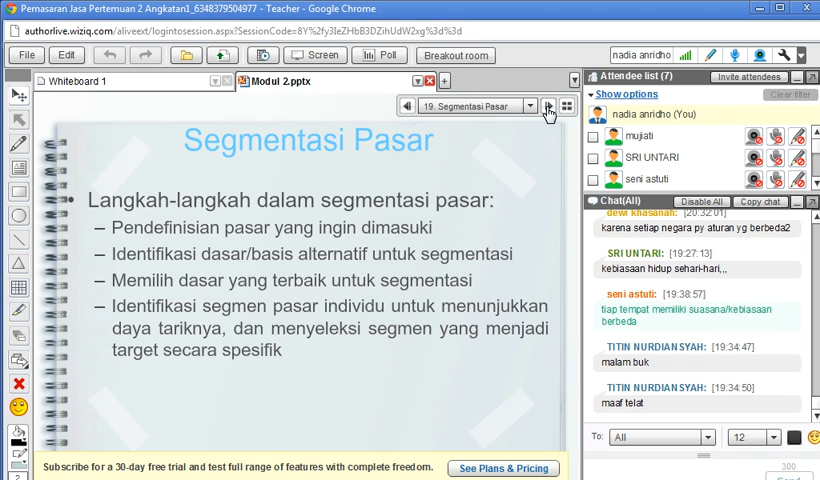 Pemasaran Jasa Pertemuan 2 Angkatan1_6348379504977 - Teacher - Google Chrome
authorlive.wiziq.com/aliveext/logintosession.aspx?SessionCode=8Y%2fy3IeZHbB3DZihUdW2xg%3d%3d
File Edit Screen Poll Breakout room nadia anridho
Whiteboard 1 Modul 2.pptx
19. Segmentasi Pasar
Segmentasi Pasar
• Langkah-langkah dalam segmentasi pasar:
– Pendefinisian pasar yang ingin dimasuki
– Identifikasi dasar/basis alternatif untuk segmentasi
– Memilih dasar yang terbaik untuk segmentasi
– Identifikasi segmen pasar individu untuk menunjukkan
daya tariknya, dan menyeleksi segmen yang menjadi
target secara spesifik
Subscribe for a 30-day free trial and test full range of features with complete freedom. See Plans & Pricing
Attendee list (7) Invite attendees
Show options Clear filter
nadia anridho (You)
mujiati
SRI UNTARI
seni astuti
Chat(All) Disable All Copy chat
dewi khasanah: [20:32:01]
karena setiap negara py aturan yg berbeda2
SRI UNTARI: [19:27:13]
kebiasaan hidup sehari-hari,,,
seni astuti: [19:38:57]
tiap tempat memiliki suasana/kebiasaan
berbeda
TITIN NURDIANSYAH: [19:34:47]
malam buk
TITIN NURDIANSYAH: [19:34:50]
maaf telat
To: All 12
300
Send